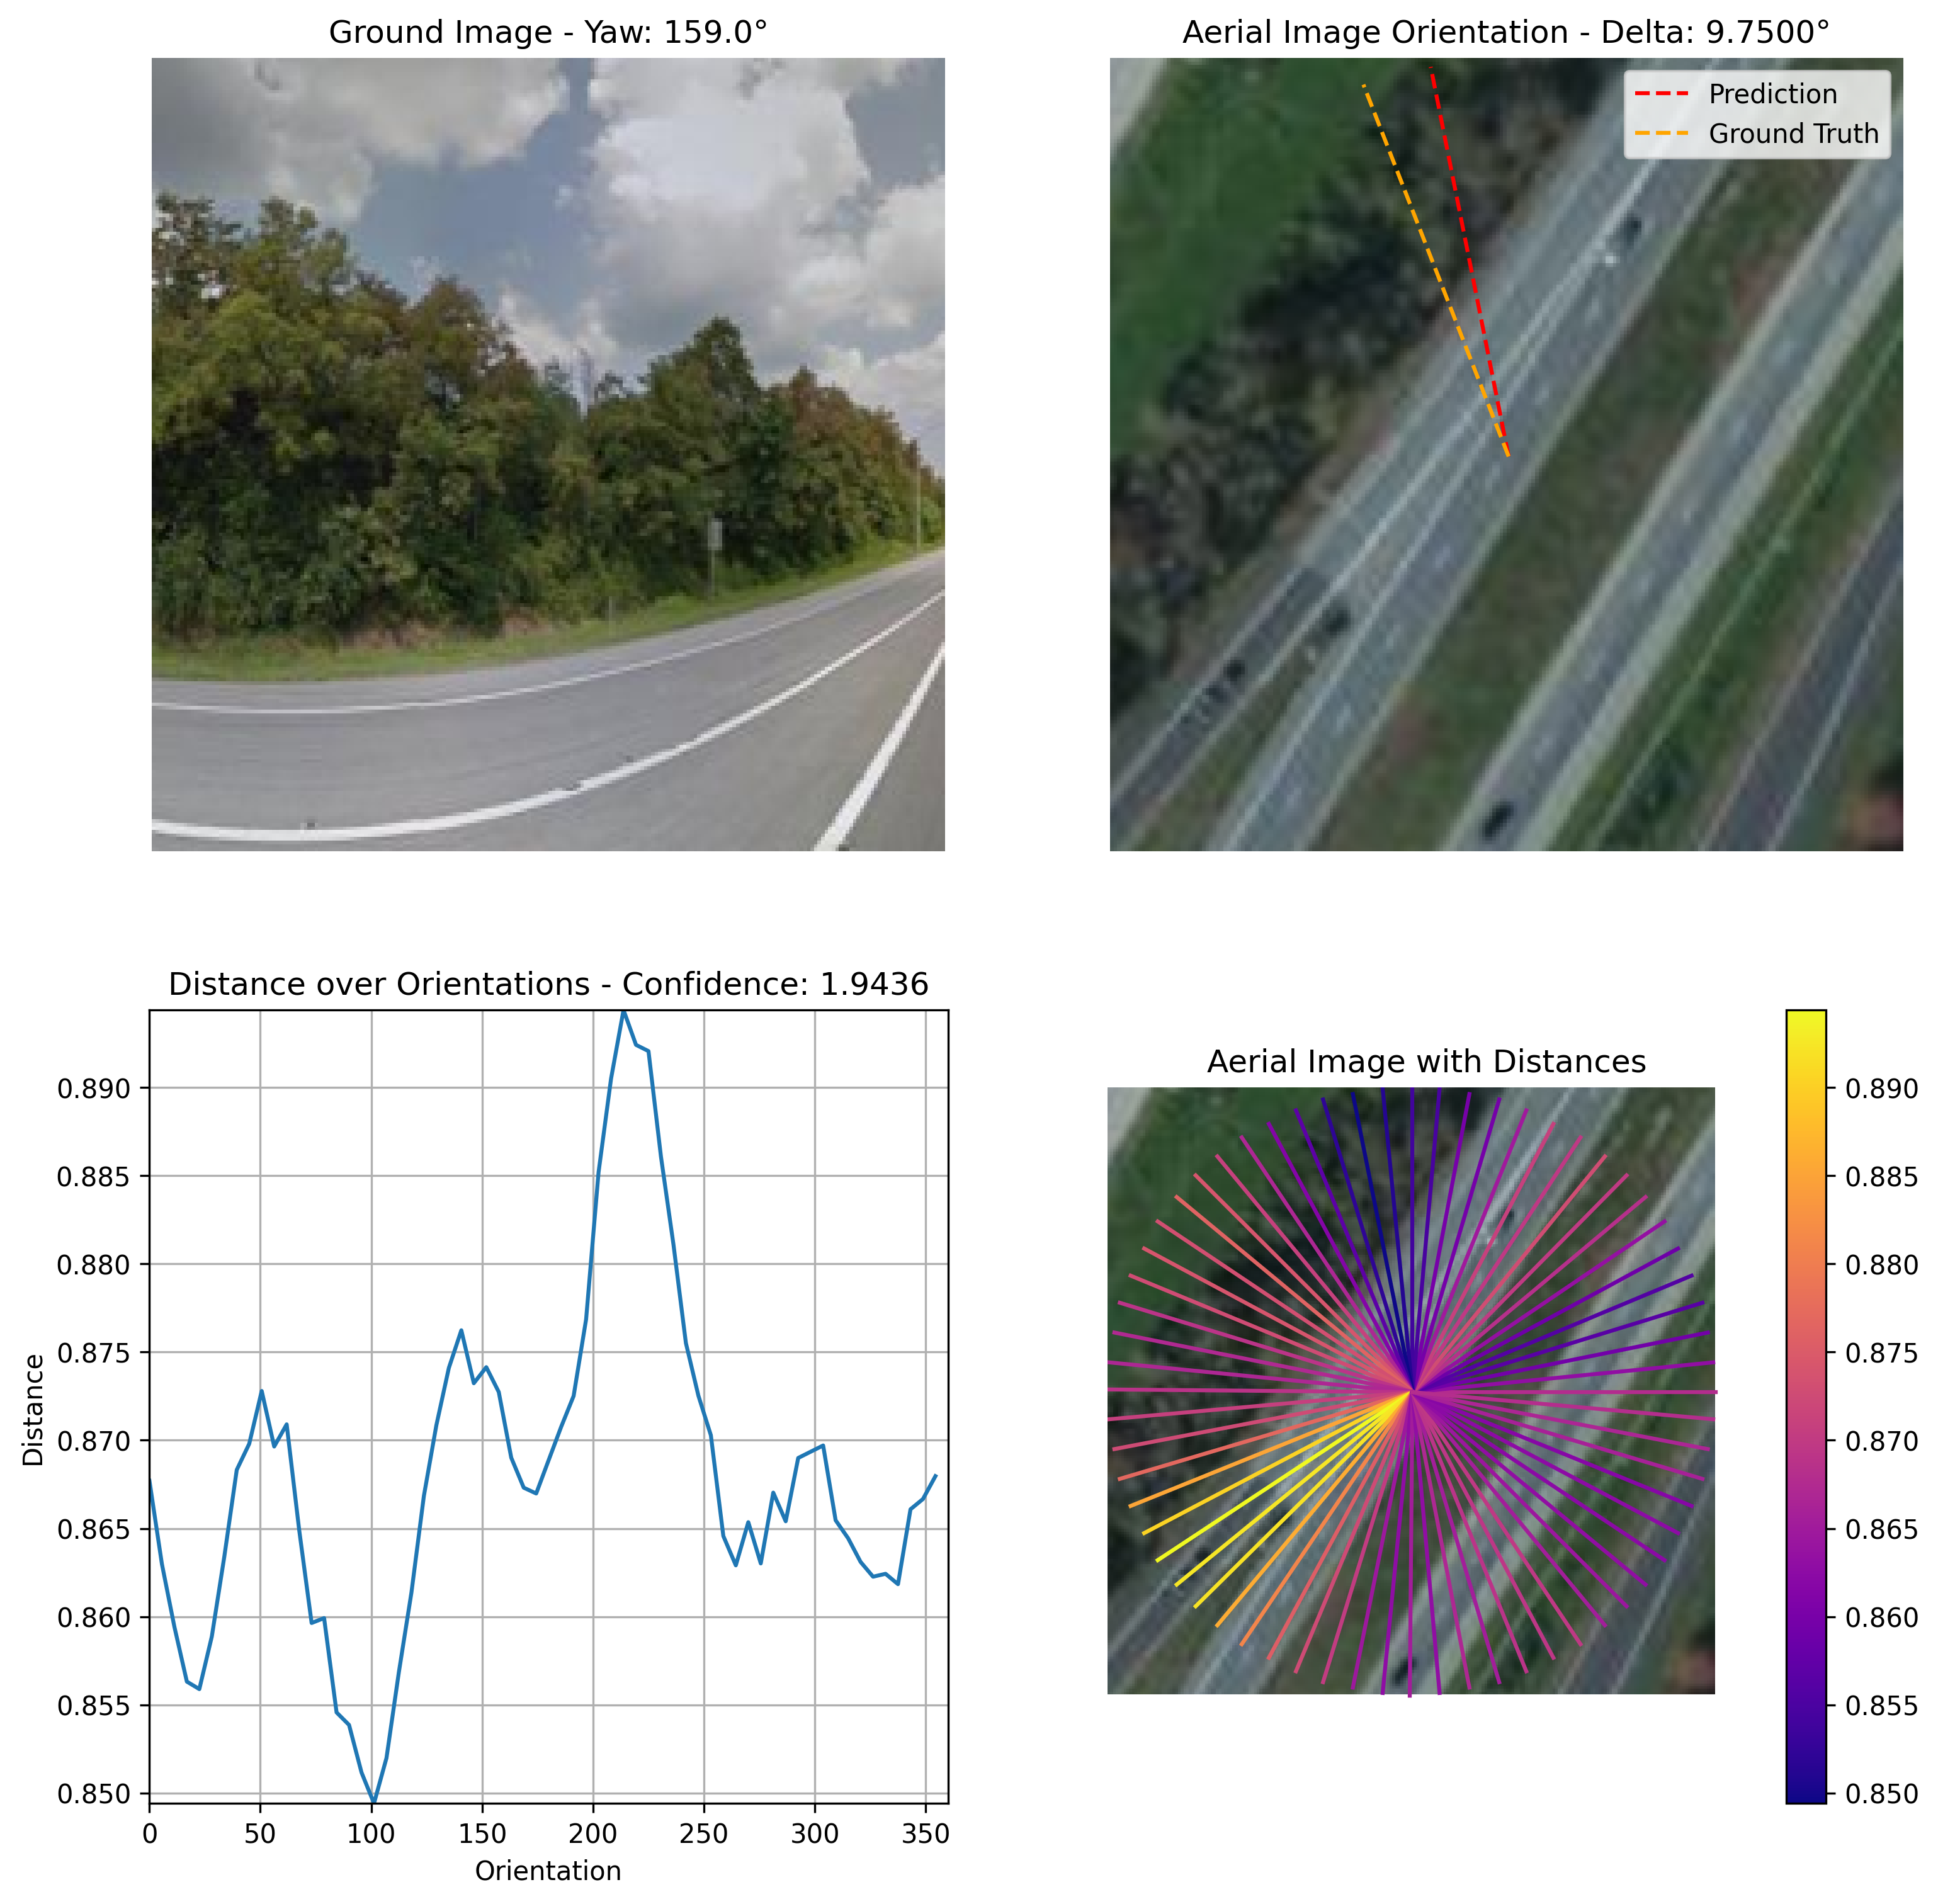 Ground Image - Yaw: 159.0°
Aerial Image Orientation - Delta: 9.7500°
Prediction
Ground Truth
Distance over Orientations - Confidence: 1.9436
0.890
0.885
0.880
0.875
0.870
0.865
0.860
0.855
0.850
Distance
0 50 100 150 200 250 300 350
Orientation
Aerial Image with Distances
0.890
0.885
0.880
0.875
0.870
0.865
0.860
0.855
0.850